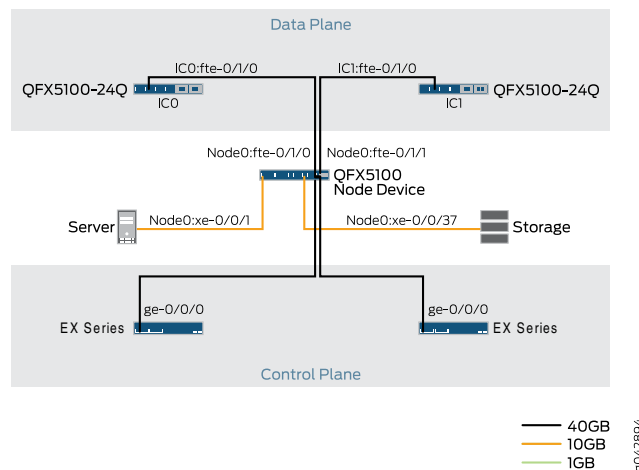 Data Plane
IC0:fte-0/1/0
IC1:fte-0/1/0
QFX5100-24Q
IC0
IC1
QFX5100-24Q
Node0:fte-0/1/0
Node0:fte-0/1/1
QFX5100
Node Device
Server
Node0:xe-0/0/1
Node0:xe-0/0/37
Storage
ge-0/0/0
ge-0/0/0
EX Series
EX Series
Control Plane
40GB
10GB
1GB
g042894